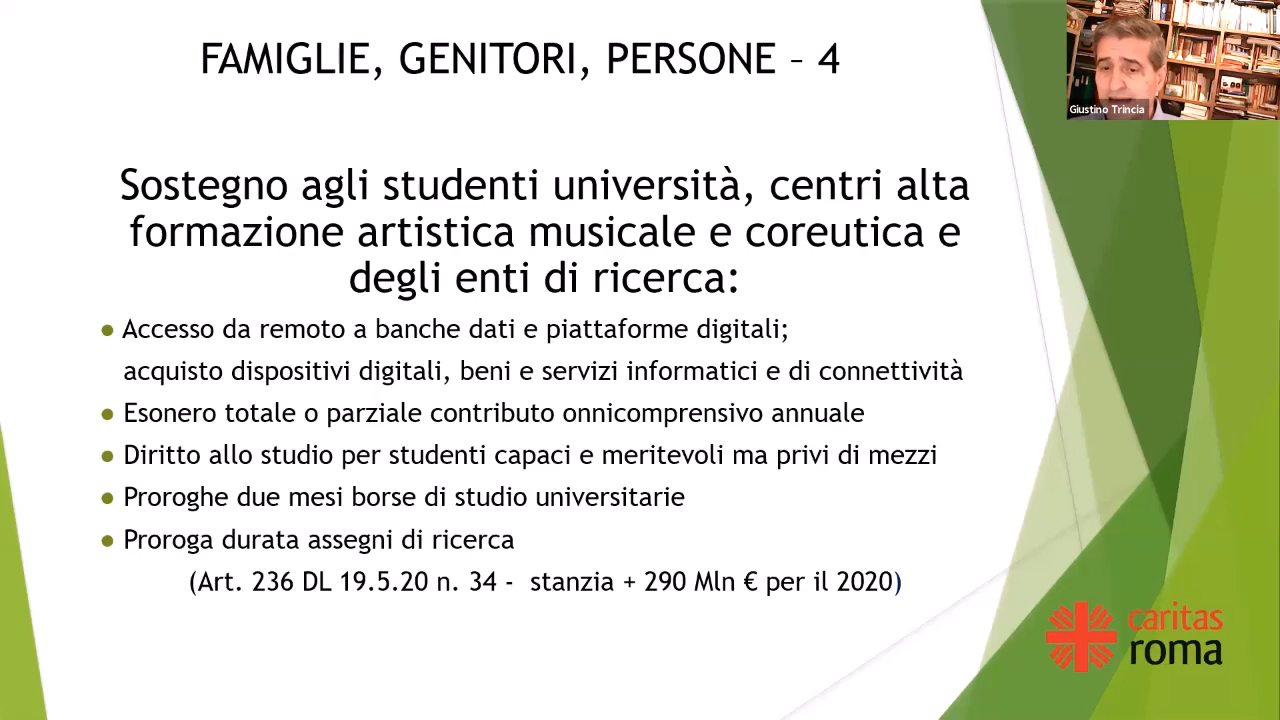 FAMIGLIE, GENITORI, PERSONE – 4
Giustino Trincia
Sostegno agli studenti università, centri alta
formazione artistica musicale e coreutica e
degli enti di ricerca:
● Accesso da remoto a banche dati e piattaforme digitali;
acquisto dispositivi digitali, beni e servizi informatici e di connettività
● Esonero totale o parziale contributo onnicomprensivo annuale
● Diritto allo studio per studenti capaci e meritevoli ma privi di mezzi
● Proroghe due mesi borse di studio universitarie
● Proroga durata assegni di ricerca
(Art. 236 DL 19.5.20 n. 34 - stanzia + 290 Mln € per il 2020)
caritas
roma